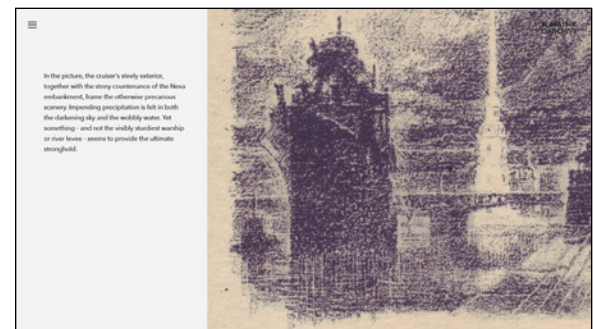 In the picture, the cruiser's steely exterior,
together with the stony countenance of the Neva
embankment, frame the otherwise precarious
scenery. Impending precipitation is felt in both
the darkening sky and the wobbly water. Yet
something - and not the visibly sturdiest warship
or river levee - seems to provide the ultimate
stronghold.